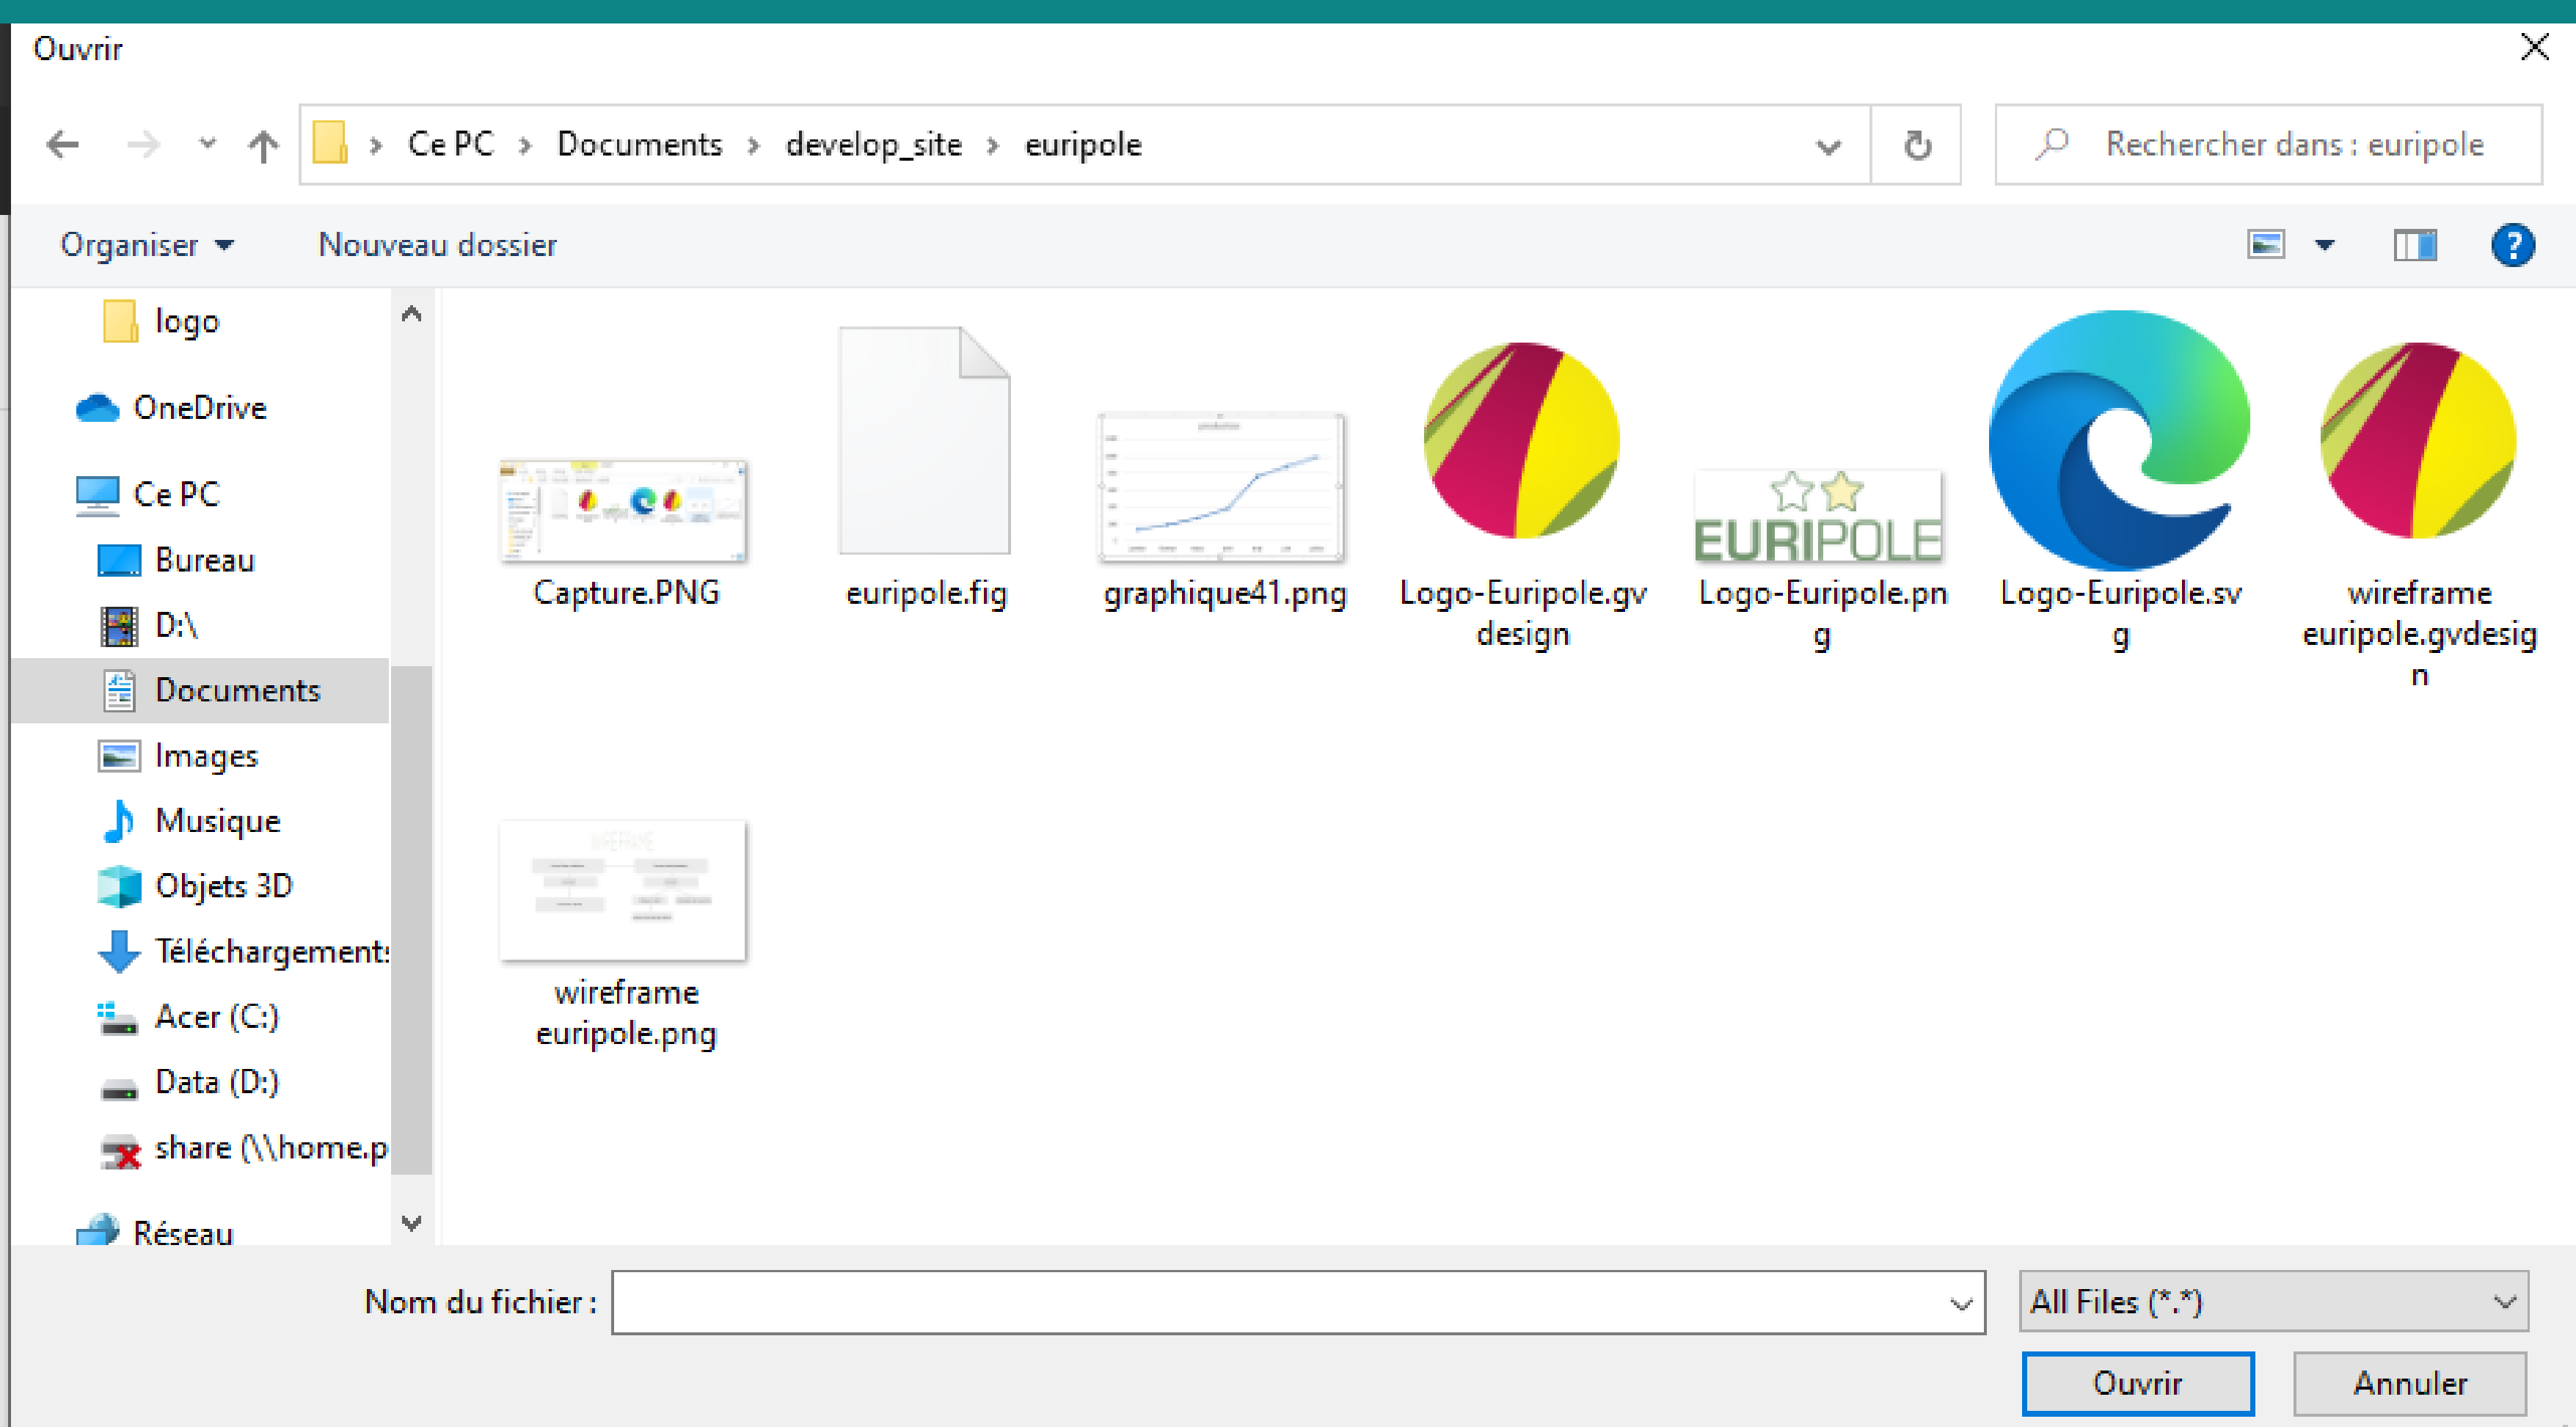 Ouvrir
Ce PC > Documents > develop_site > euripole
Rechercher dans : euripole
Organiser
Nouveau dossier
logo
OneDrive
Ce PC
Bureau
D:\
Documents
Images
Musique
Objets 3D
Téléchargements
Acer (C:)
Data (D:)
share (\\home.p
Réseau
Capture.PNG
euripole.fig
production
graphique41.png
Logo-Euripole.gv
design
EURIPOLE
Logo-Euripole.pn
g
Logo-Euripole.sv
g
wireframe
euripole.gvdesig
n
WIREFRAME
wireframe
euripole.png
Nom du fichier :
All Files (*.*)
Ouvrir
Annuler